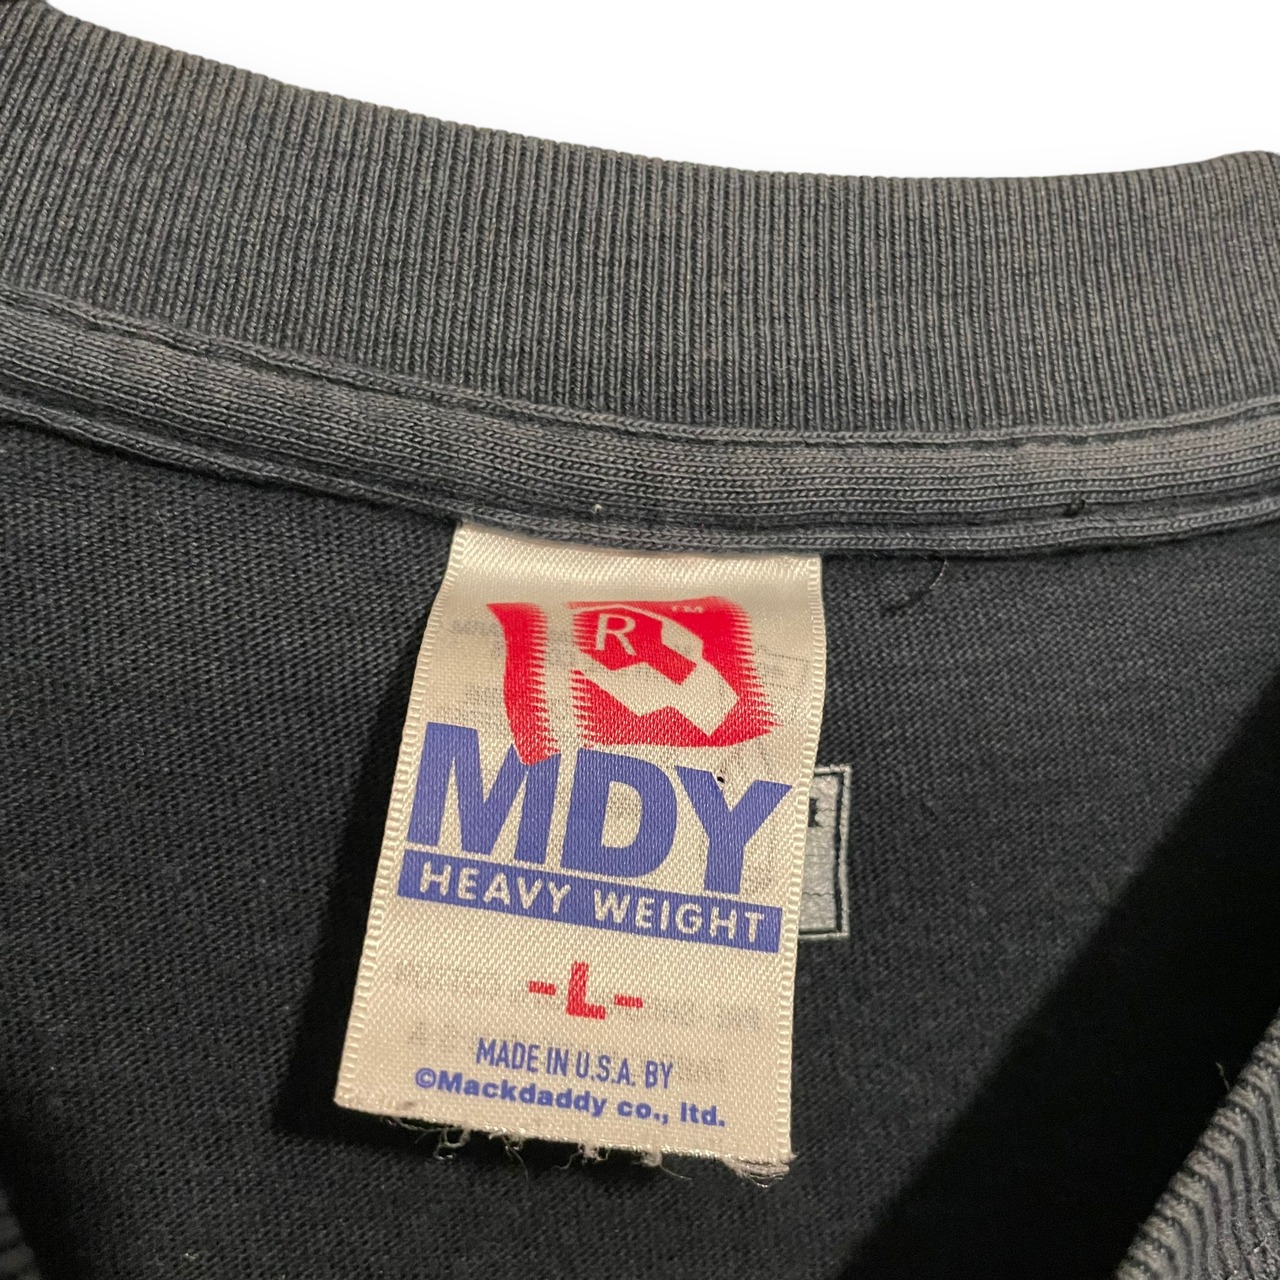 R ™
MDY
HEAVY WEIGHT
-L-
MADE IN U.S.A. BY
©Mackdaddy co., ltd.